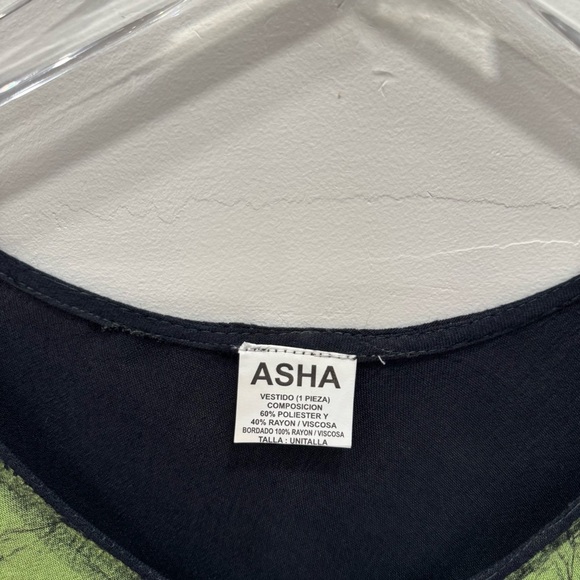 ASHA
VESTIDO (1 PIEZA)
COMPOSICION
60% POLIESTER Y
40% RAYON / VISCOSA
BORDADO 100% RAYON / VISCOSA
TALLA : UNITALLA